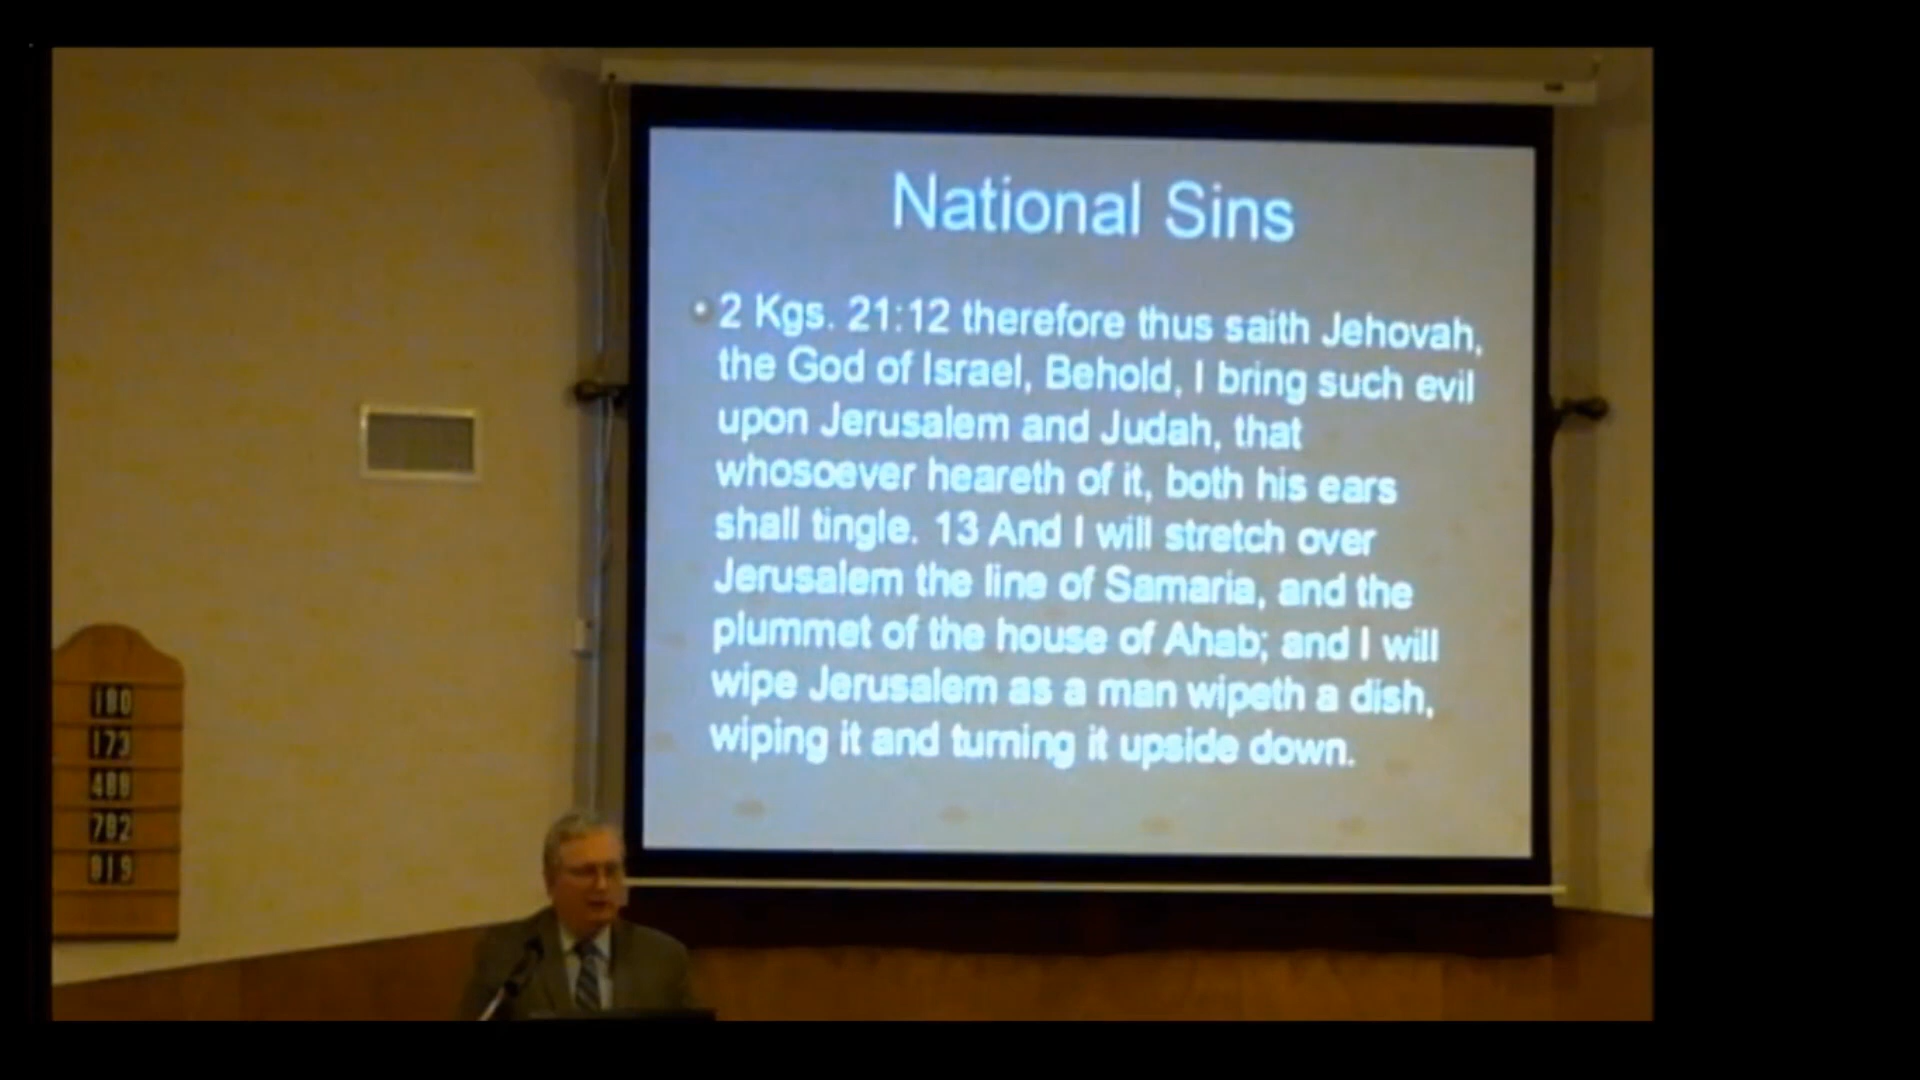 National Sins
2 Kgs. 21:12 therefore thus saith Jehovah,
the God of Israel, Behold, I bring such evil
upon Jerusalem and Judah, that
whosoever heareth of it, both his ears
shall tingle. 13 And I will stretch over
Jerusalem the line of Samaria, and the
plummet of the house of Ahab; and I will
wipe Jerusalem as a man wipeth a dish,
wiping it and turning it upside down.
180
173
488
782
819